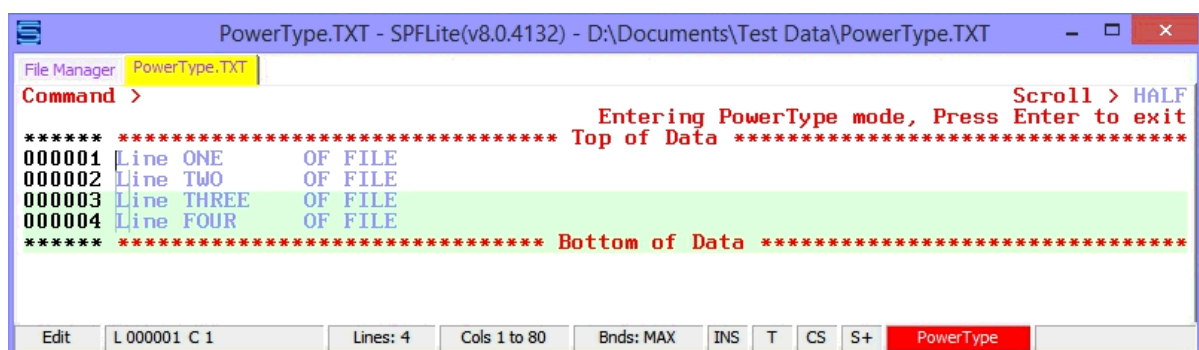 PowerType.TXT - SPFLite(v8.0.4132) - D:\Documents\Test Data\PowerType.TXT
File Manager PowerType.TXT
Command > Scroll > HALF
Entering PowerType mode, Press Enter to exit
****** ********************************* Top of Data **********************************
000001 Line ONE OF FILE
000002 Line TWO OF FILE
000003 Line THREE OF FILE
000004 Line FOUR OF FILE
****** ******************************** Bottom of Data ********************************
Edit L 000001 C 1 Lines: 4 Cols 1 to 80 Bnds: MAX INS T CS S+ PowerType